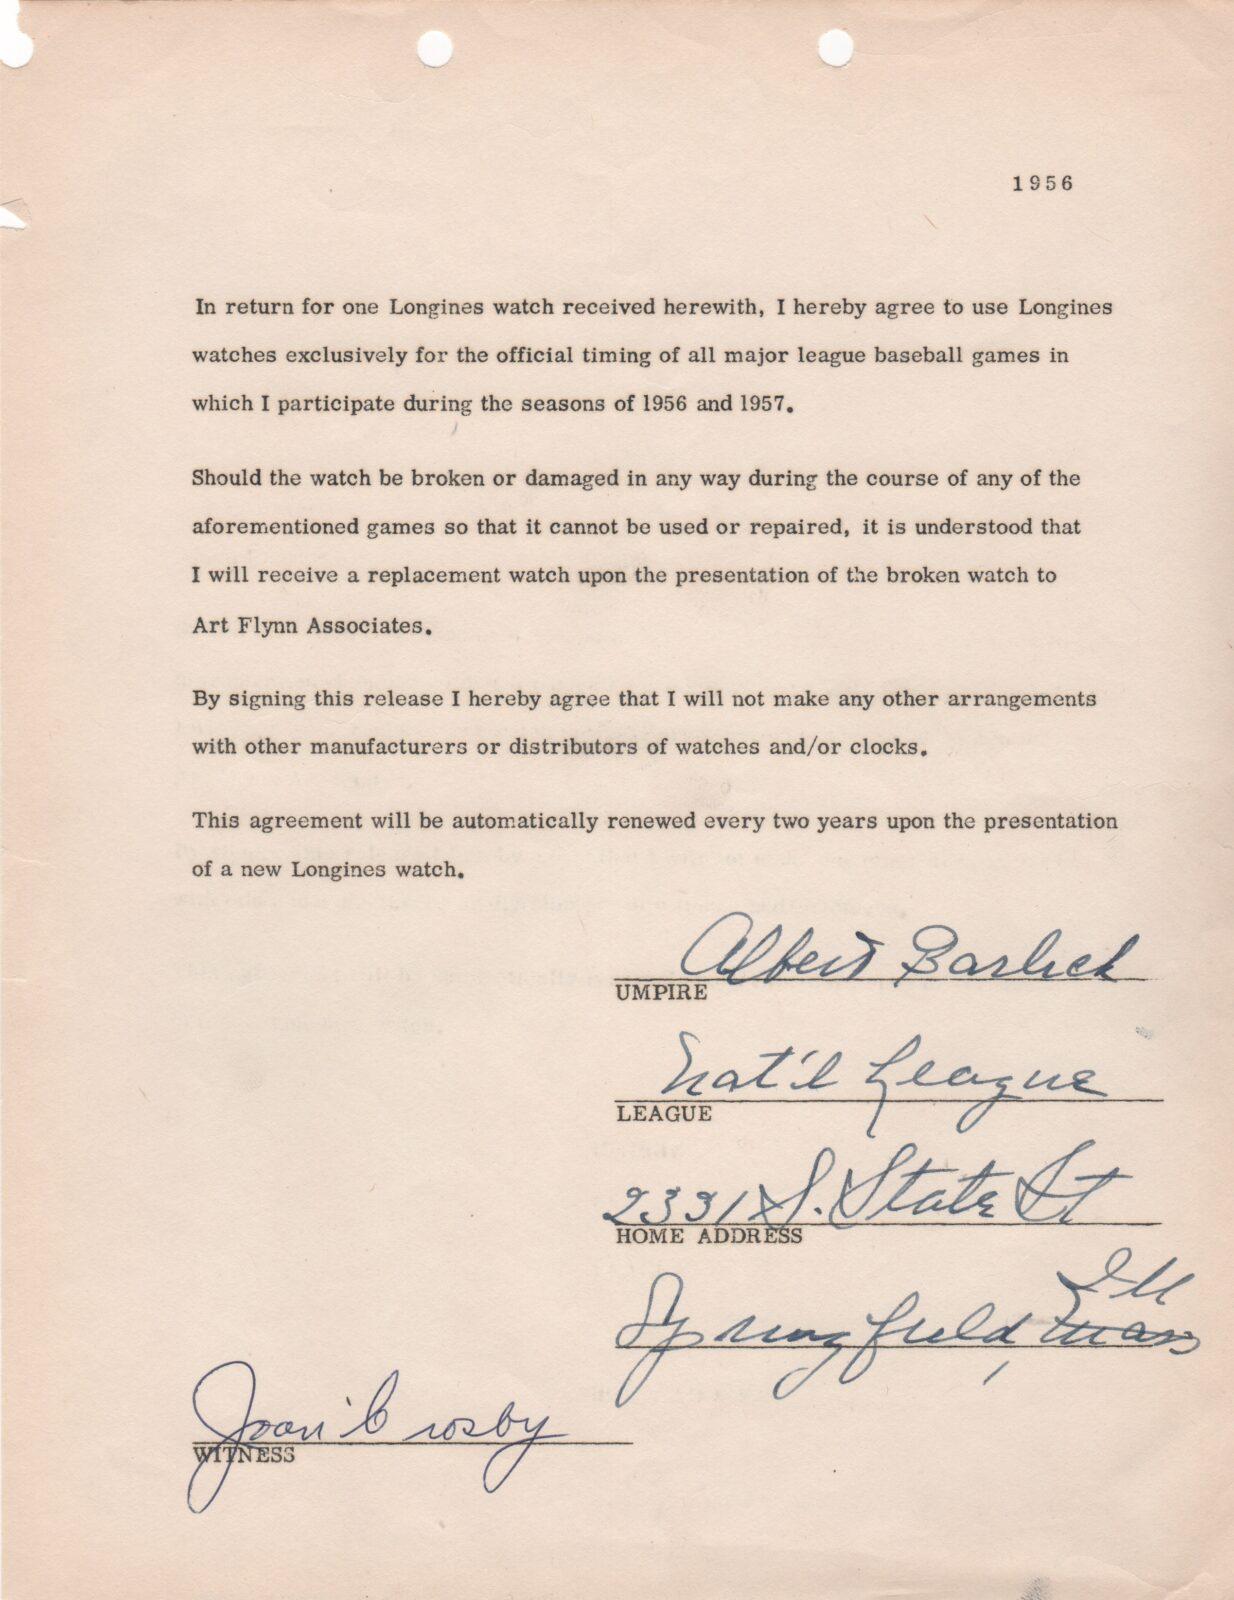 1956
In return for one Longines watch received herewith, I hereby agree to use Longines
watches exclusively for the official timing of all major league baseball games in
which I participate during the seasons of 1956 and 1957.
Should the watch be broken or damaged in any way during the course of any of the
aforementioned games so that it cannot be used or repaired, it is understood that
I will receive a replacement watch upon the presentation of the broken watch to
Art Flynn Associates.
By signing this release I hereby agree that I will not make any other arrangements
with other manufacturers or distributors of watches and/or clocks.
This agreement will be automatically renewed every two years upon the presentation
of a new Longines watch.
Albert Barlick
UMPIRE
Nat'l League
LEAGUE
2331 S. State St
HOME ADDRESS
Ill
Springfield, Mass
Joan Crosby
WITNESS